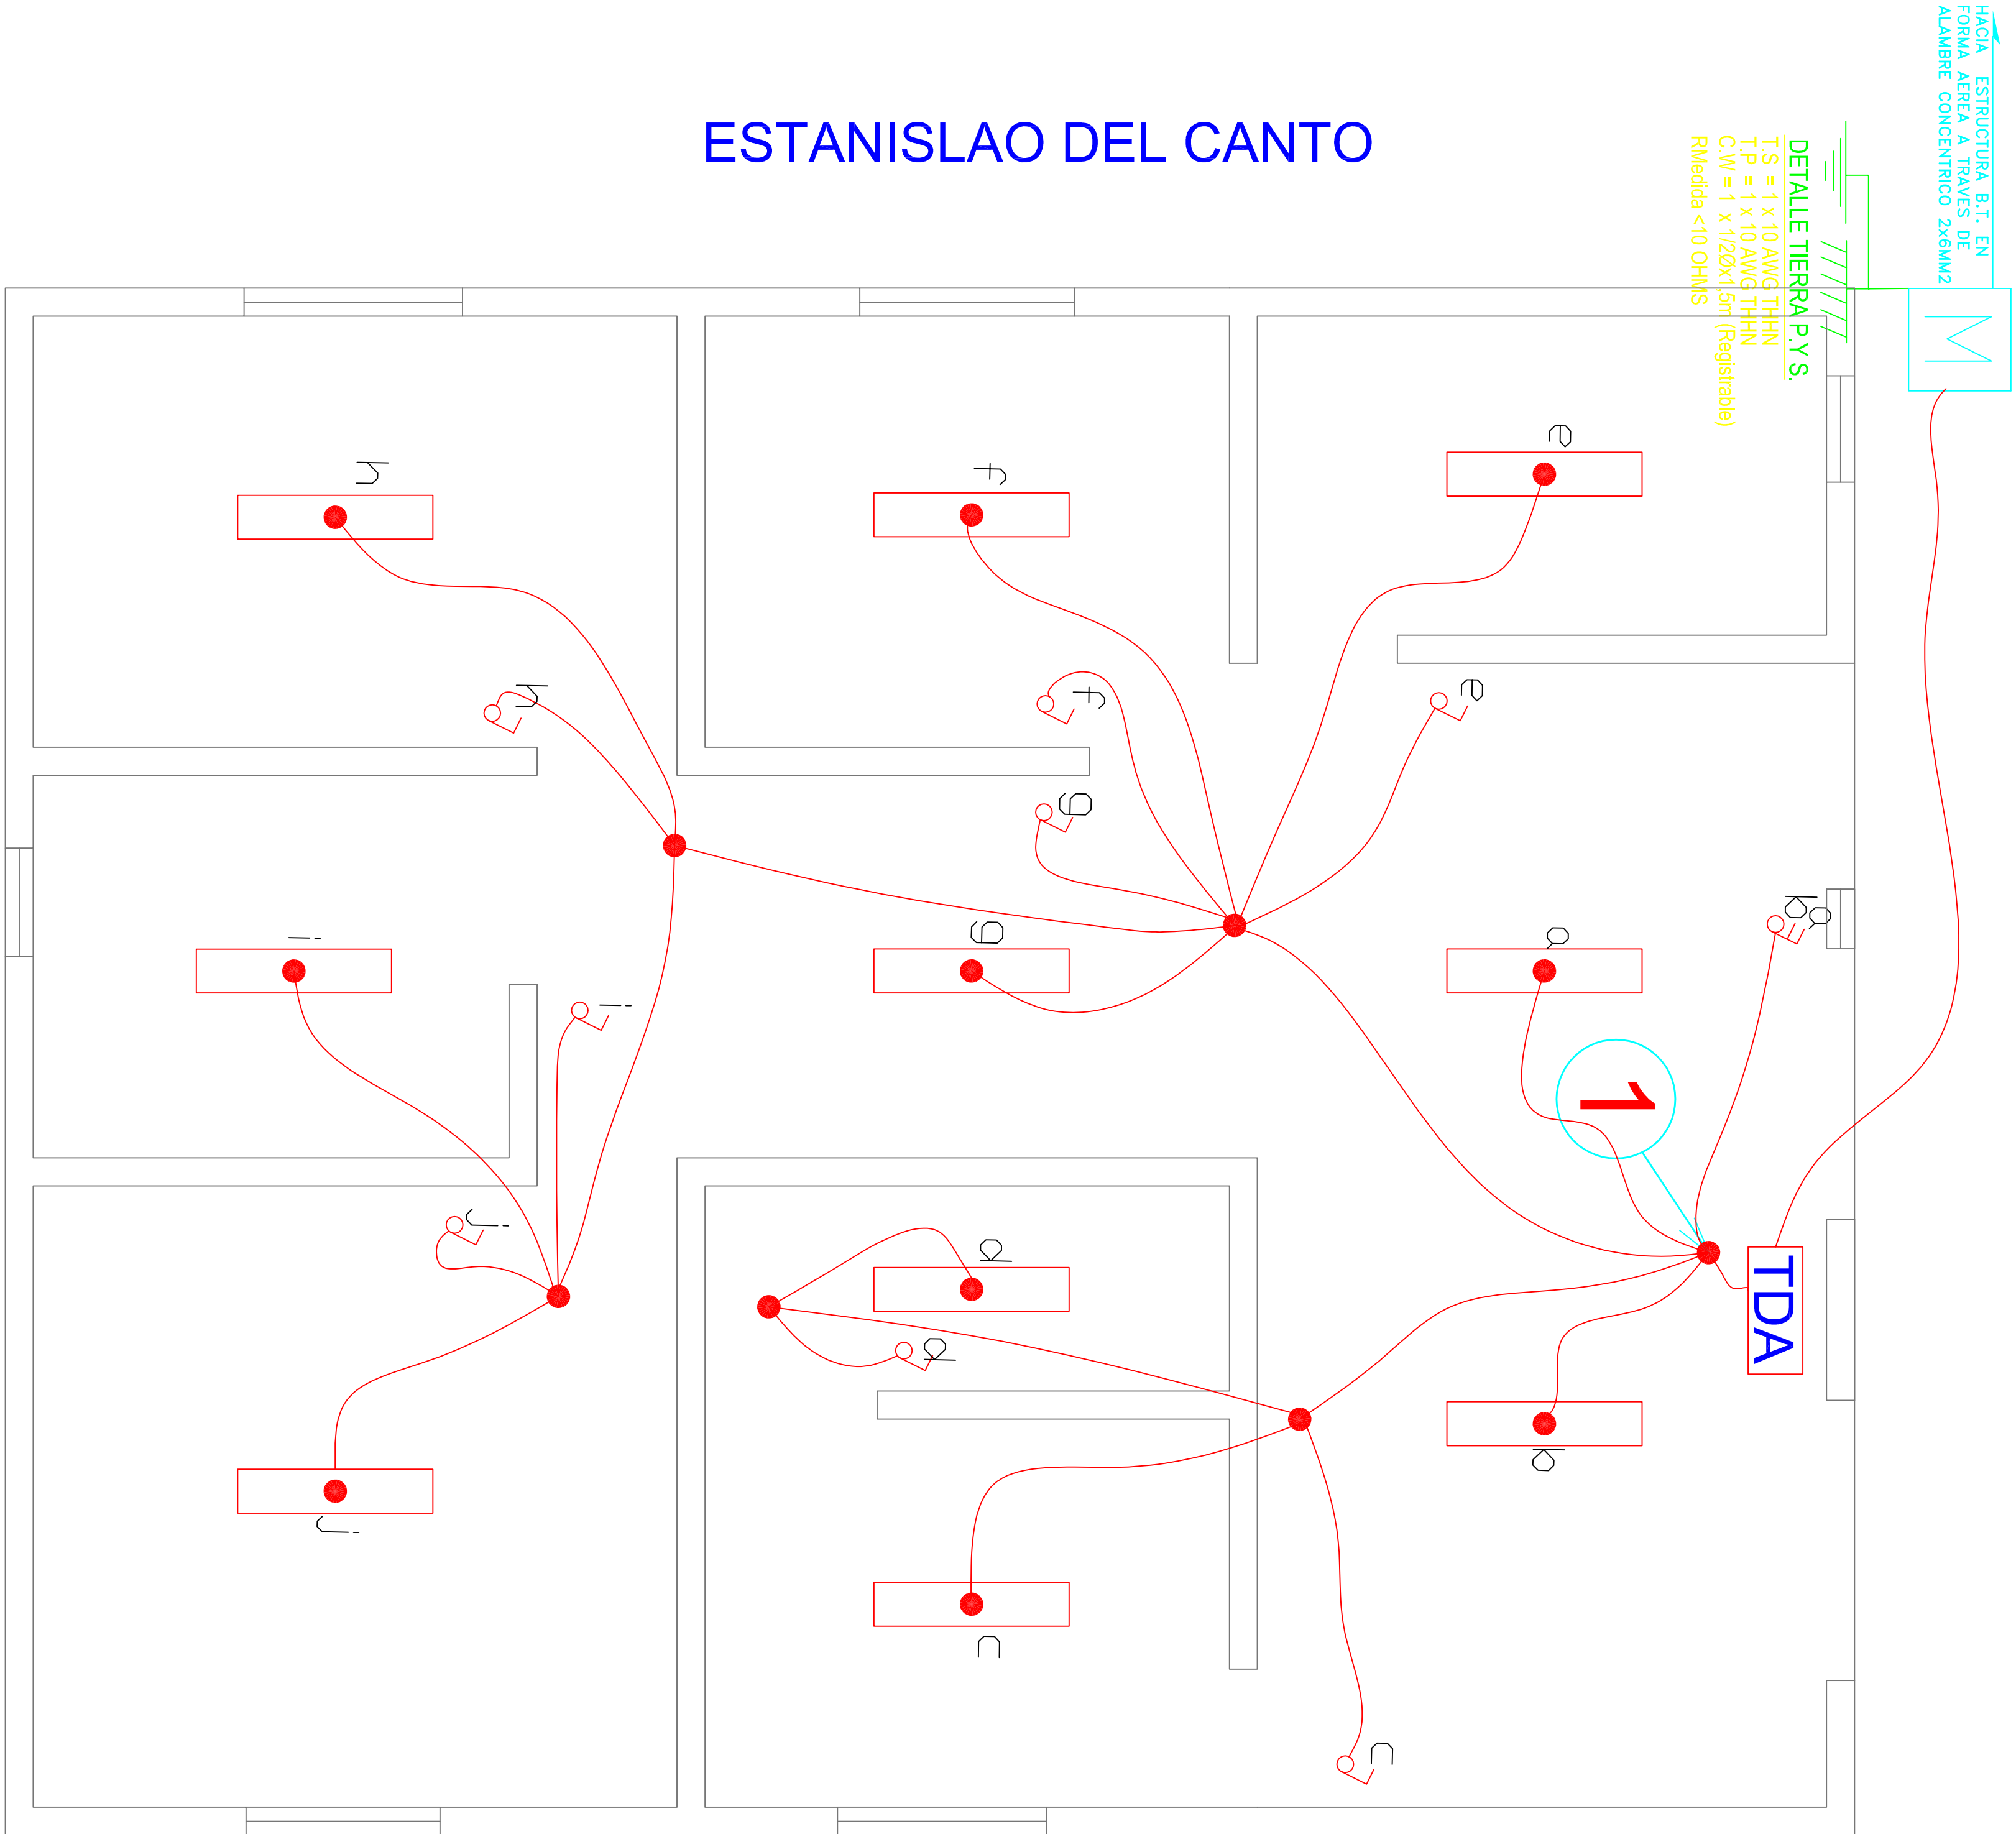 ESTANISLAO DEL CANTO
HACIA ESTRUCTURA B.T. EN
FORMA AEREA A TRAVES DE
ALAMBRE CONCENTRICO 2x6MM2
DETALLE TIERRA P.Y S.
T.S = 1 x 10 AWG THHN
T.P = 1 x 10 AWG THHN
C.W = 1 x 1/2Øx1,5m (Registrable)
RMedida <10 OHMS
M
h
f
e
h
f
e
g
g
a
b
a
i
i
1
j
d
TDA
d
b
j
c
c